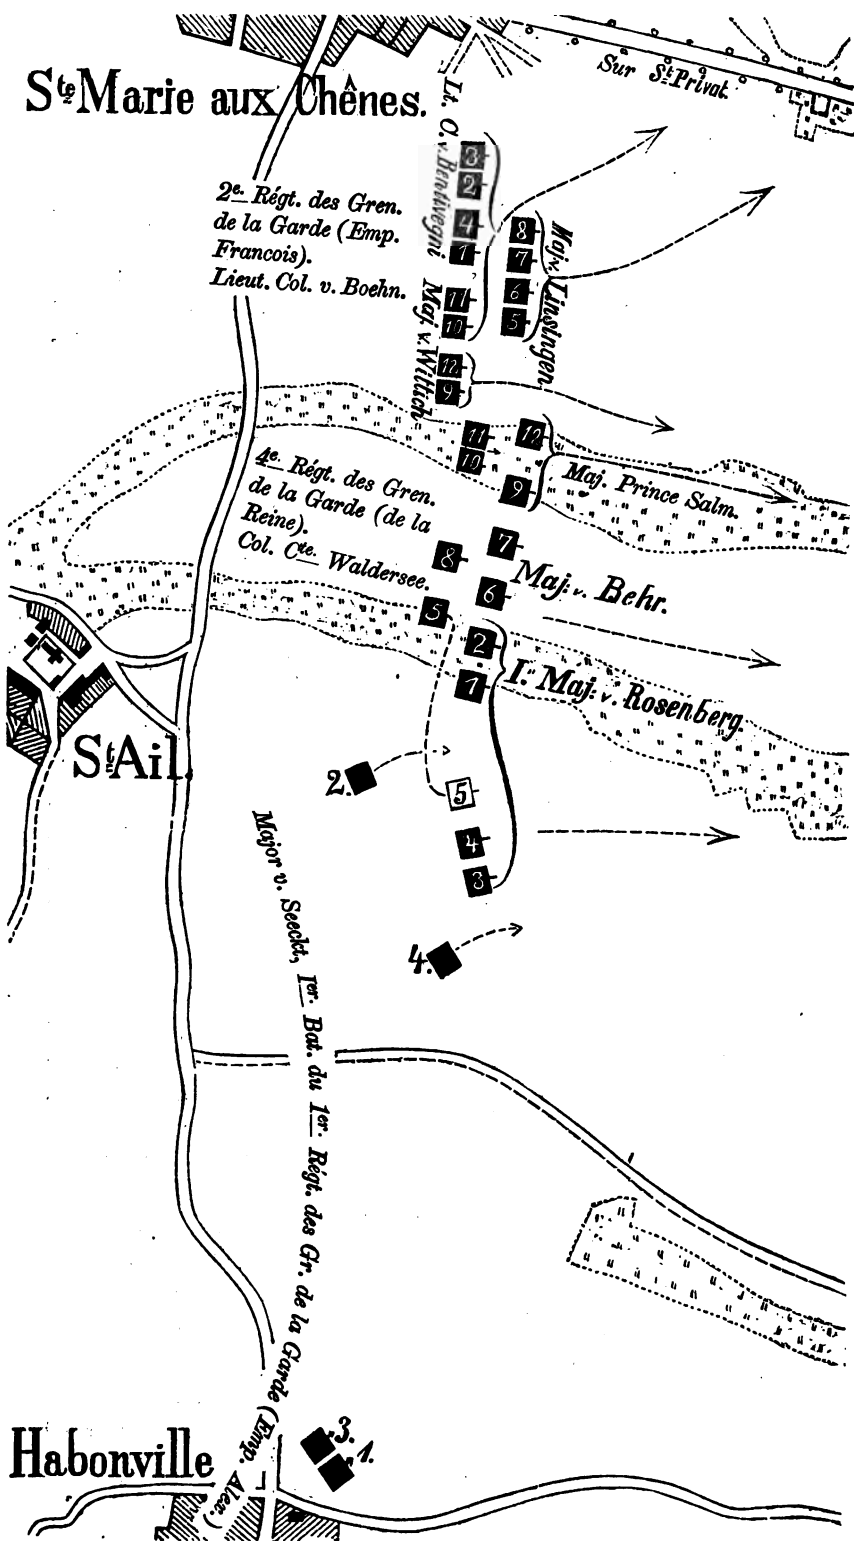 Ste Marie aux Chênes.
Sur St Privat.
Lt. O. v. Bentivegni
3
2
4
1
2e. Régt. des Gren.
de la Garde (Emp.
Francois).
Lieut. Col. v. Boehn.
8
7
6
5
Maj. v. Linsingen
11
10
Maj. v. Wittich
12
9
11
12
10
9
Maj. Prince Salm.
4e. Régt. des Gren.
de la Garde (de la
Reine).
Col. Cte. Waldersee.
7
8
6
5
Maj. v. Behr.
2
1
I. Maj. v. Rosenberg.
St Ail.
2.
5
4
3
4.
Major v. Seeckt, 1er. Bat. du 1er. Régt. des Gr. de la Garde (Emp. Alex.)
Habonville
3.
1.